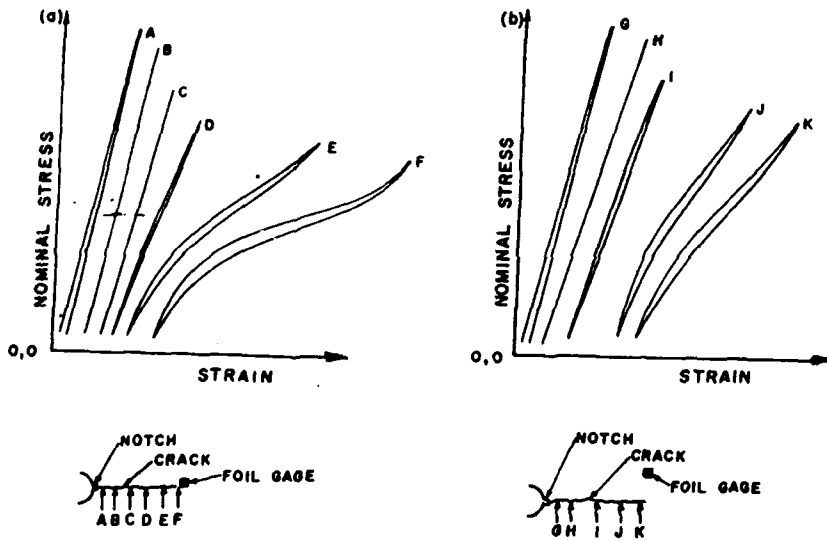 (a)
A
B
C
D
E
F
NOMINAL STRESS
0,0
STRAIN
NOTCH
CRACK
FOIL GAGE
A B C D E F
(b)
G
H
I
J
K
NOMINAL STRESS
0,0
STRAIN
NOTCH
CRACK
FOIL GAGE
G H I J K